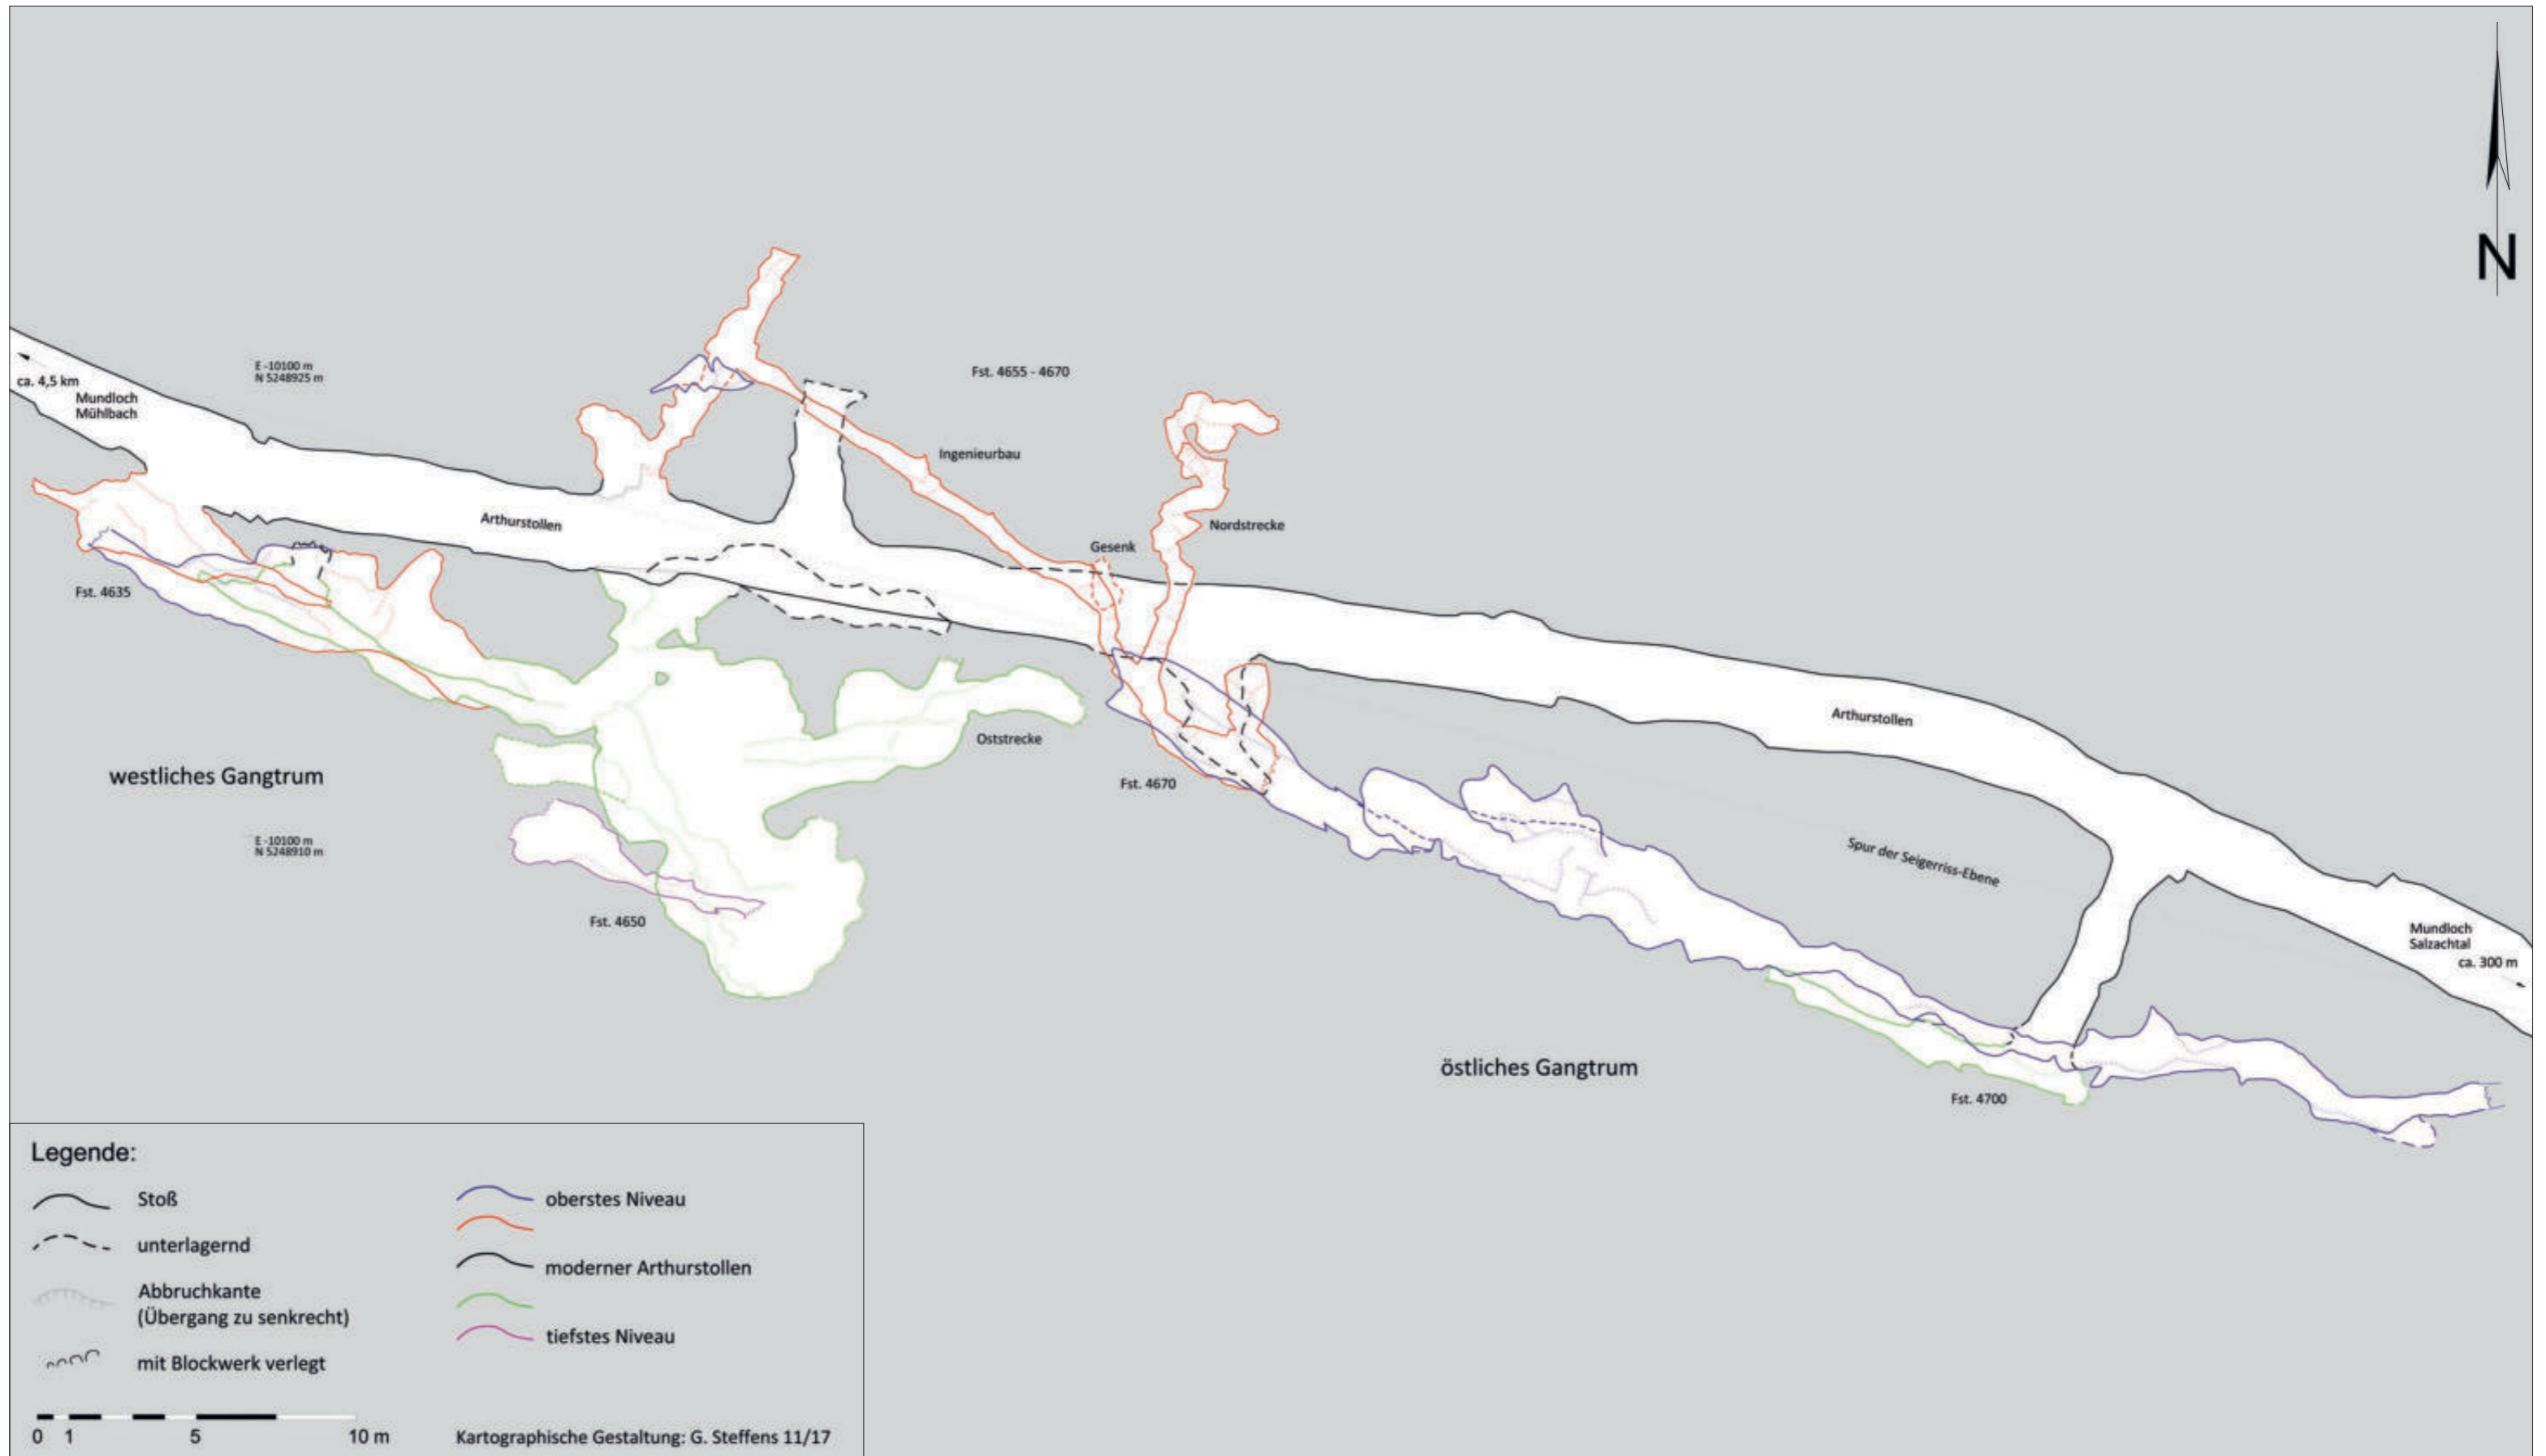 N
E -10100 m
N 5248925 m
Fst. 4655 - 4670
ca. 4,5 km
Mundloch
Mühlbach
Ingenieurbau
Arthurstollen
Nordstrecke
Gesenk
Fst. 4635
Arthurstollen
Oststrecke
westliches Gangtrum
Fst. 4670
E -10100 m
N 5248910 m
Spur der Seigerriss-Ebene
Fst. 4650
Mundloch
Salzachtal
ca. 300 m
östliches Gangtrum
Fst. 4700
Legende:
Stoß
unterlagernd
Abbruchkante
(Übergang zu senkrecht)
mit Blockwerk verlegt
oberstes Niveau
moderner Arthurstollen
tiefstes Niveau
0 1 5 10 m
Kartographische Gestaltung: G. Steffens 11/17